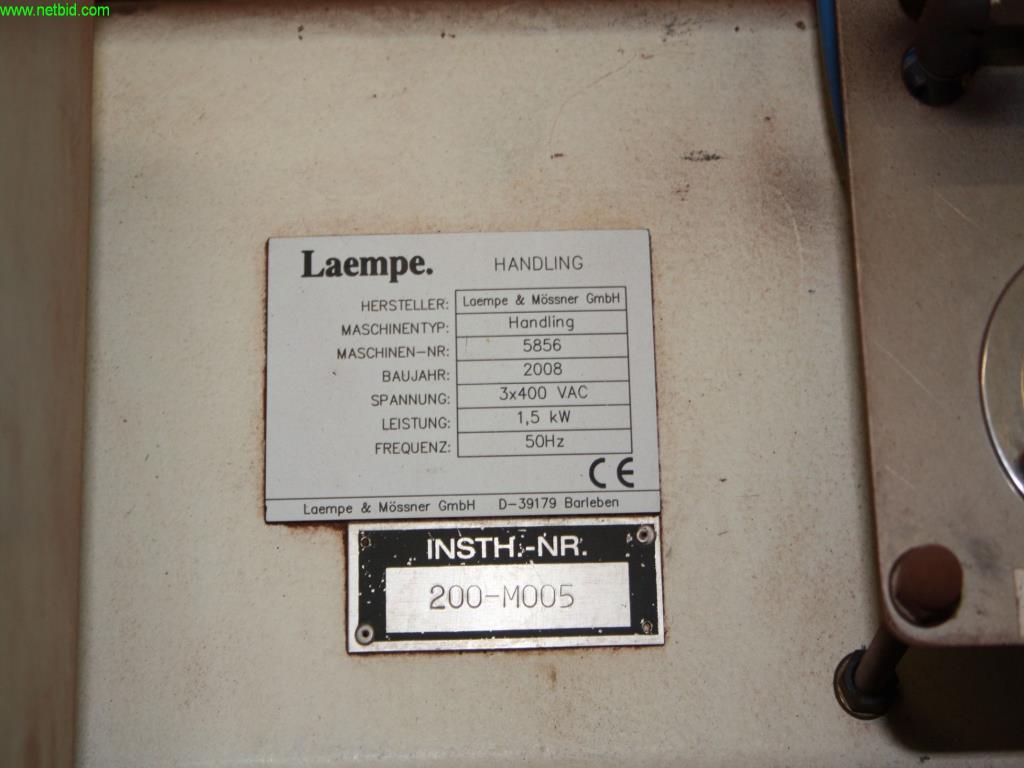 www.netbid.com
Laempe. HANDLING
HERSTELLER: Laempe & Mössner GmbH
MASCHINENTYP: Handling
MASCHINEN-NR: 5856
BAUJAHR: 2008
SPANNUNG: 3x400 VAC
LEISTUNG: 1,5 kW
FREQUENZ: 50Hz
CE
Laempe & Mössner GmbH D-39179 Barleben
INSTH.-NR.
200-M005